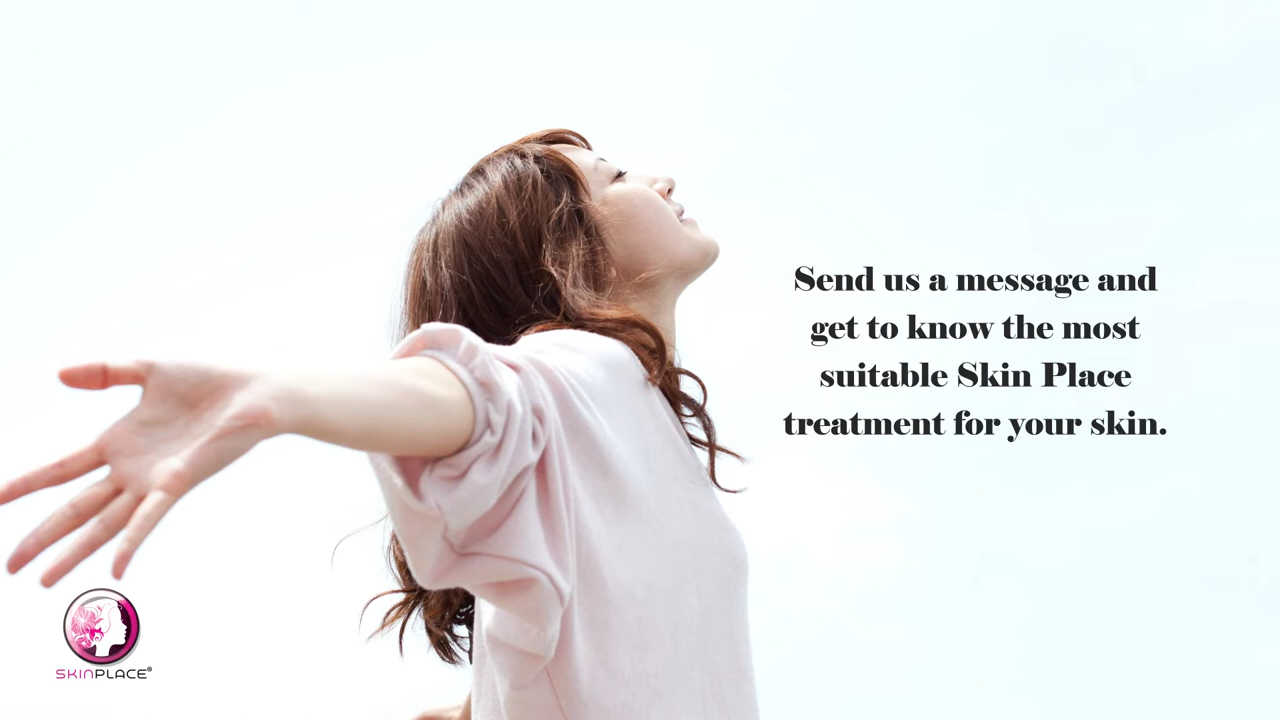 Send us a message and
get to know the most
suitable Skin Place
treatment for your skin.
SKINPLACE®